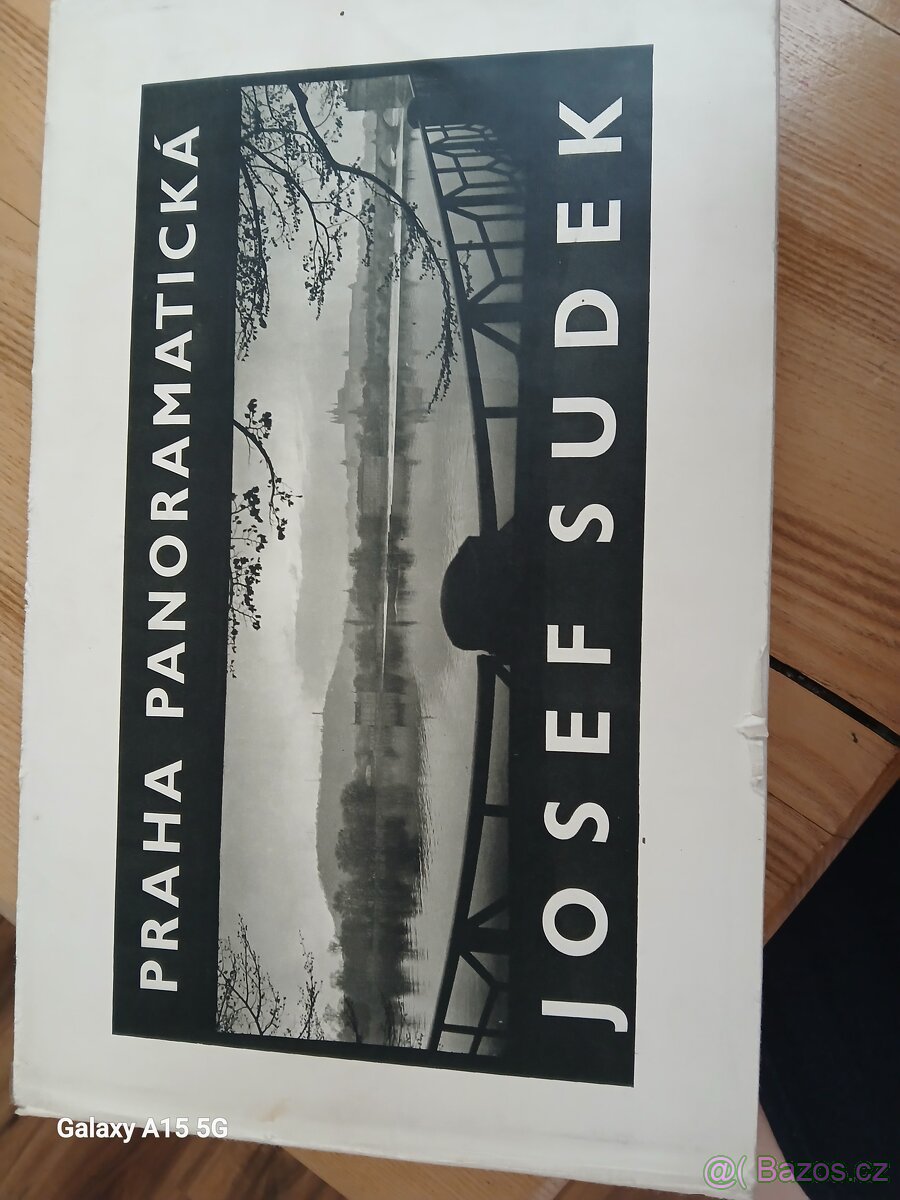 PRAHA PANORAMATICKÁ
JOSEF SUDEK
Galaxy A15 5G
@( Bazos.cz